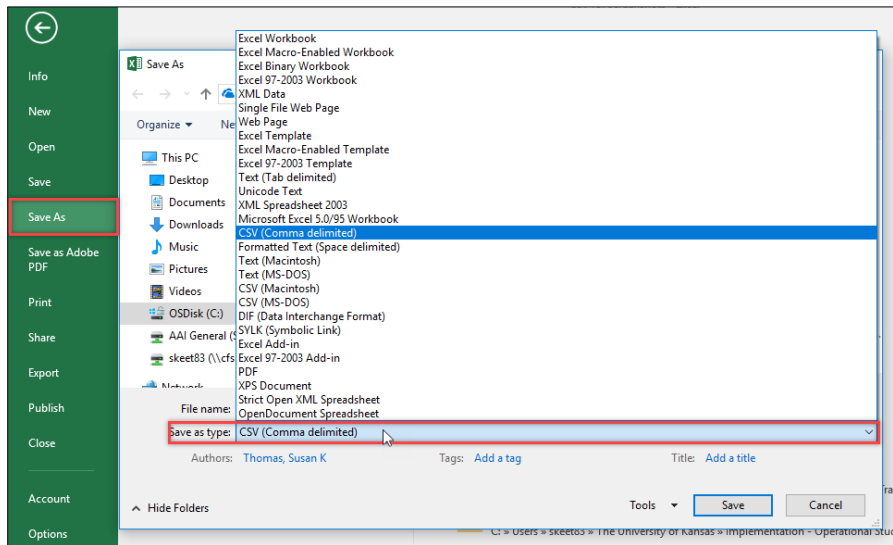 Info
New
Open
Save
Save As
Save as Adobe
PDF
Print
Share
Export
Publish
Close
Account
Options
Save As
Organize
Ne
This PC
Desktop
Documents
Downloads
Music
Pictures
Videos
OSDisk (C:)
AAI General (
skeet83 (\\cfs
Network
Excel Workbook
Excel Macro-Enabled Workbook
Excel Binary Workbook
Excel 97-2003 Workbook
XML Data
Single File Web Page
Web Page
Excel Template
Excel Macro-Enabled Template
Excel 97-2003 Template
Text (Tab delimited)
Unicode Text
XML Spreadsheet 2003
Microsoft Excel 5.0/95 Workbook
CSV (Comma delimited)
Formatted Text (Space delimited)
Text (Macintosh)
Text (MS-DOS)
CSV (Macintosh)
CSV (MS-DOS)
DIF (Data Interchange Format)
SYLK (Symbolic Link)
Excel Add-in
Excel 97-2003 Add-in
PDF
XPS Document
Strict Open XML Spreadsheet
OpenDocument Spreadsheet
File name:
Save as type: CSV (Comma delimited)
Authors: Thomas, Susan K Tags: Add a tag Title: Add a title
Hide Folders Tools Save Cancel
C: » Users » skeet83 » The University of Kansas » Implementation - Operational Stud